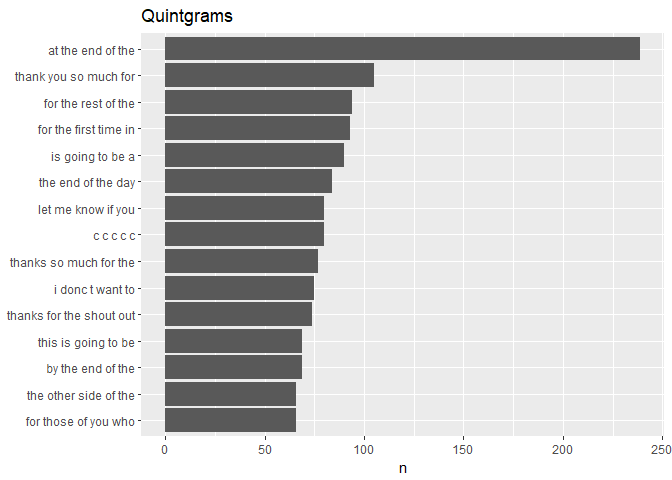 Quintgrams
at the end of the
thank you so much for
for the rest of the
for the first time in
is going to be a
the end of the day
let me know if you
c c c c c
thanks so much for the
i donc t want to
thanks for the shout out
this is going to be
by the end of the
the other side of the
for those of you who
0 50 100 150 200 250
n